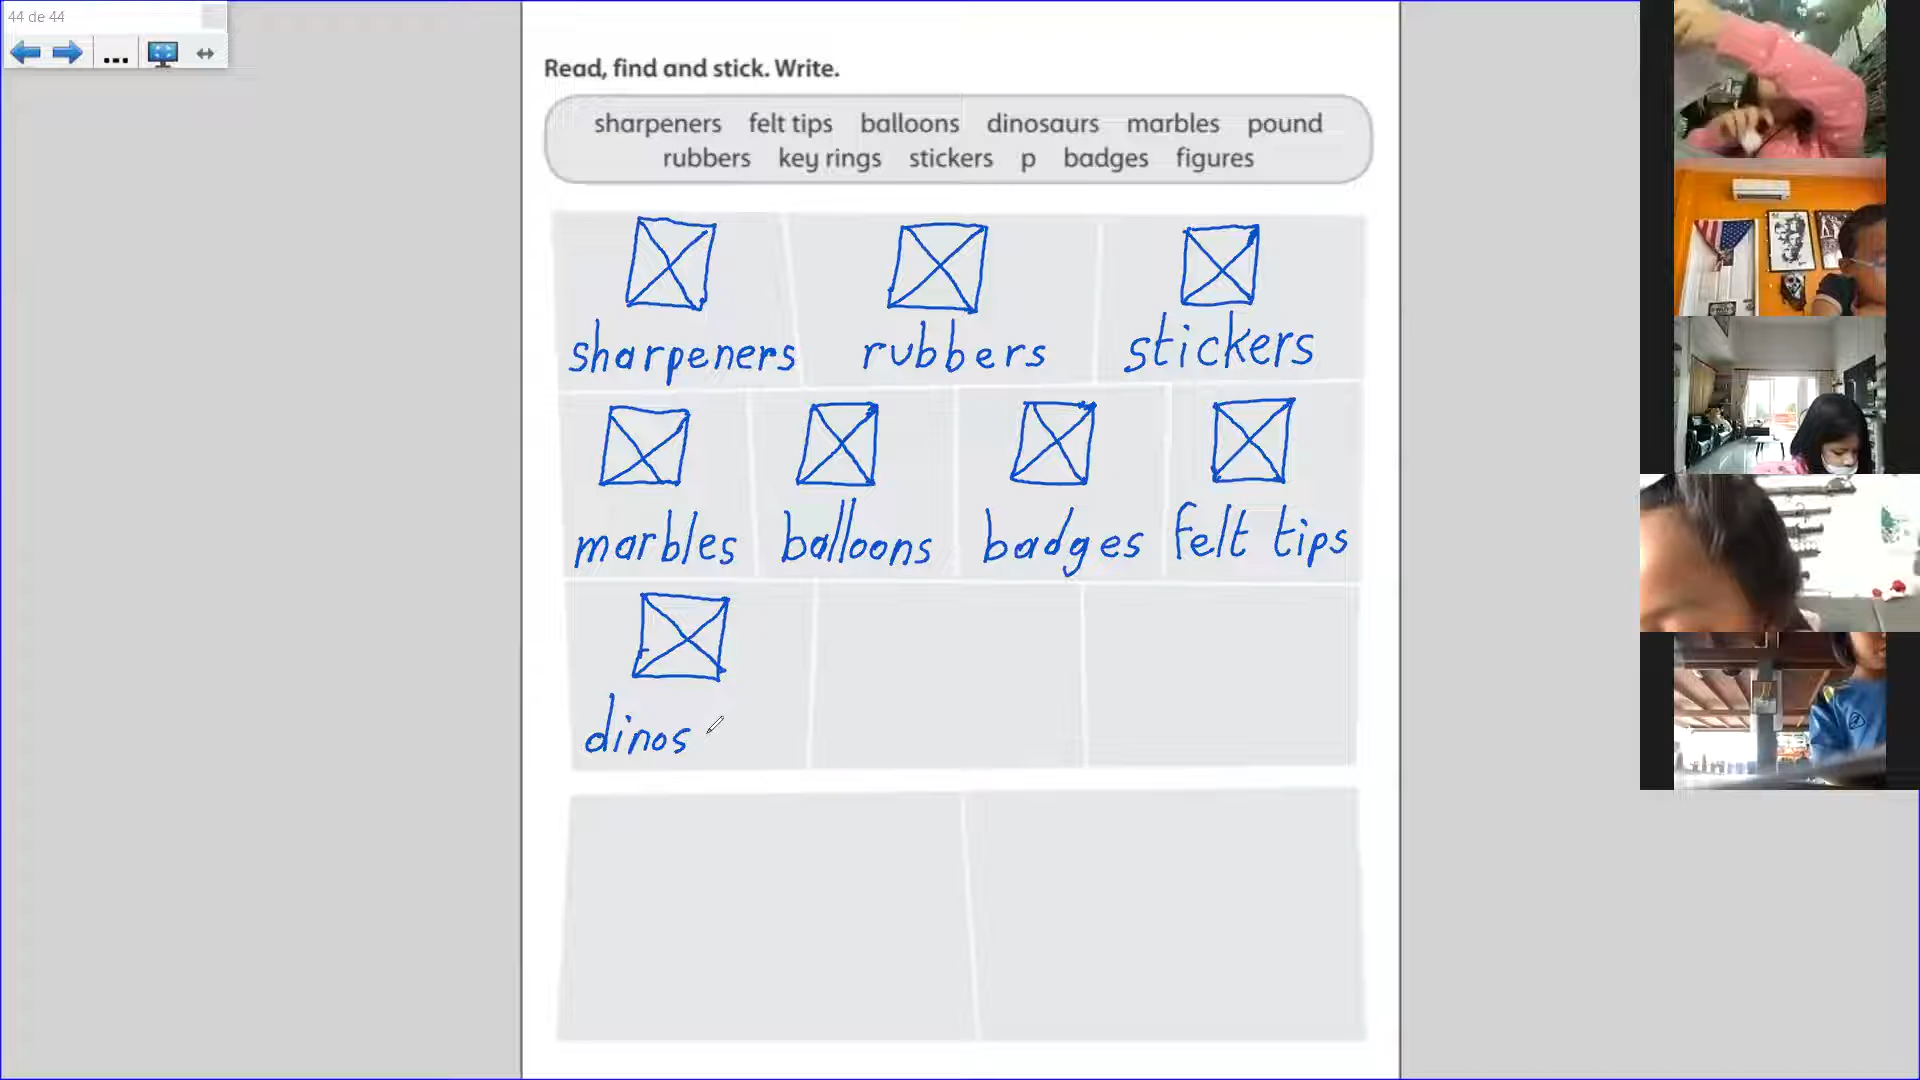 44 de 44
...
Read, find and stick. Write.
sharpeners felt tips balloons dinosaurs marbles pound
rubbers key rings stickers p badges figures
sharpeners rubbers stickers
marbles balloons badges felt tips
dinos